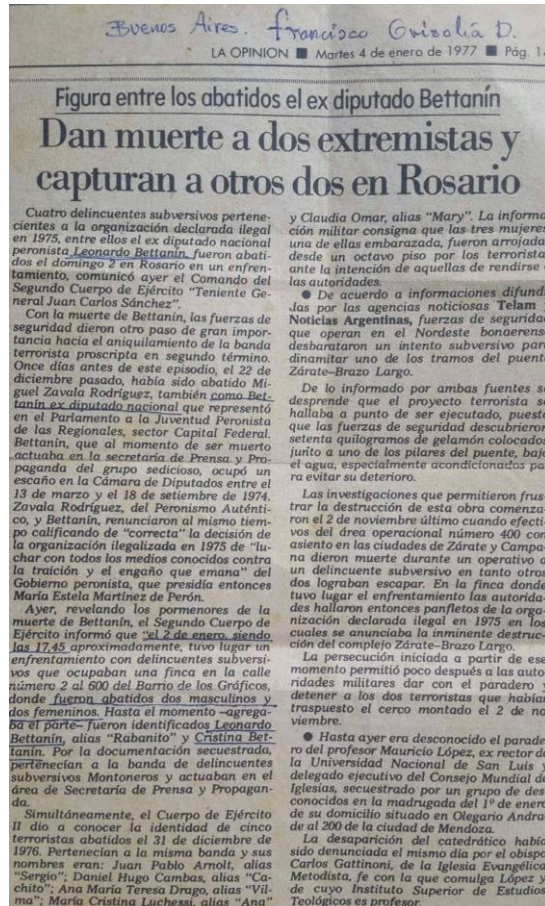 Buenos Aires. Francisco Grisolía D.
LA OPINION ■ Martes 4 de enero de 1977 ■ Pág. 1
Figura entre los abatidos el ex diputado Bettanín
Dan muerte a dos extremistas y
capturan a otros dos en Rosario
Cuatro delincuentes subversivos pertene-
cientes a la organización declarada ilegal
en 1975, entre ellos el ex diputado nacional
peronista Leonardo Bettanín, fueron abati-
dos el domingo 2 en Rosario en un enfren-
tamiento, comunicó ayer el Comando del
Segundo Cuerpo de Ejército "Teniente Ge-
neral Juan Carlos Sánchez".
Con la muerte de Bettanín, las fuerzas de
seguridad dieron otro paso de gran impor-
tancia hacia el aniquilamiento de la banda
terrorista proscripta en segundo término.
Once días antes de este episodio, el 22 de
diciembre pasado, había sido abatido Mi-
guel Zavala Rodríguez, también como Bet-
tanín ex diputado nacional que representó
en el Parlamento a la Juventud Peronista
de las Regionales, sector Capital Federal.
Bettanín, que al momento de ser muerto
actuaba en la secretaría de Prensa y Pro-
paganda del grupo sedicioso, ocupó un
escaño en la Cámara de Diputados entre el
13 de marzo y el 18 de setiembre de 1974.
Zavala Rodríguez, del Peronismo Auténti-
co, y Bettanín, renunciaron al mismo tiem-
po calificando de "correcta" la decisión de
la organización ilegalizada en 1975 de "lu-
char con todos los medios conocidos contra
la traición y el engaño que emana" del
Gobierno peronista, que presidía entonces
María Estela Martínez de Perón.
Ayer, revelando los pormenores de la
muerte de Bettanín, el Segundo Cuerpo de
Ejército informó que "el 2 de enero, siendo
las 17,45 aproximadamente, tuvo lugar un
enfrentamiento con delincuentes subversi-
vos que ocupaban una finca en la calle
número 2 al 600 del Barrio de los Gráficos,
donde fueron abatidos dos masculinos y
dos femeninos. Hasta el momento —agrega-
ba el parte— fueron identificados Leonardo
Bettanín, alias "Rabanito" y Cristina Bet-
tanín. Por la documentación secuestrada,
pertenecían a la banda de delincuentes
subversivos Montoneros y actuaban en el
área de Secretaría de Prensa y Propagan-
da.
Simultáneamente, el Cuerpo de Ejército
II dio a conocer la identidad de cinco
terroristas abatidos el 31 de diciembre de
1976. Pertenecían a la misma banda y sus
nombres eran: Juan Pablo Arnolt, alias
"Sergio"; Daniel Hugo Cambas, alias "Ca-
chito"; Ana María Teresa Drago, alias "Vil-
ma"; María Cristina Luchessi, alias "Ana"
y Claudia Omar, alias "Mary". La informa
ción militar consigna que las tres mujeres
una de ellas embarazada, fueron arrojada
desde un octavo piso por los terrorista
ante la intención de aquellas de rendirse
las autoridades.
● De acuerdo a informaciones difundi
das por las agencias noticiosas Telam
Noticias Argentinas, fuerzas de segurida
que operan en el Nordeste bonaerens
desbarataron un intento subversivo para
dinamitar uno de los tramos del puent
Zárate-Brazo Largo.
De lo informado por ambas fuentes s
desprende que el proyecto terrorista s
hallaba a punto de ser ejecutado, puest
que las fuerzas de seguridad descubriero
setenta quilogramos de gelamón colocado
junto a uno de los pilares del puente, baj
el agua, especialmente acondicionados pa
ra evitar su deterioro.
Las investigaciones que permitieron frus
trar la destrucción de esta obra comenza
ron el 2 de noviembre último cuando efecti
vos del área operacional número 400 con
asiento en las ciudades de Zárate y Campa
na dieron muerte durante un operativo a
un delincuente subversivo en tanto otros
dos lograban escapar. En la finca donde
tuvo lugar el enfrentamiento las autorida
des hallaron entonces panfletos de la orga
nización declarada ilegal en 1975 en los
cuales se anunciaba la inminente destruc
ción del complejo Zárate-Brazo Largo.
La persecución iniciada a partir de ese
momento permitió poco después a las auto
ridades militares dar con el paradero y
detener a los dos terroristas que habían
traspuesto el cerco montado el 2 de no
viembre.
● Hasta ayer era desconocido el parade
ro del profesor Mauricio López, ex rector de
la Universidad Nacional de San Luis y
delegado ejecutivo del Consejo Mundial de
Iglesias, secuestrado por un grupo de des
conocidos en la madrugada del 1º de enero
de su domicilio situado en Olegario Andra
de al 200 de la ciudad de Mendoza.
La desaparición del catedrático había
sido denunciada el mismo día por el obispo
Carlos Gattinoni, de la Iglesia Evangélica
Metodista, fe con la que comulga López y
de cuyo Instituto Superior de Estudios
Teológicos es profesor.